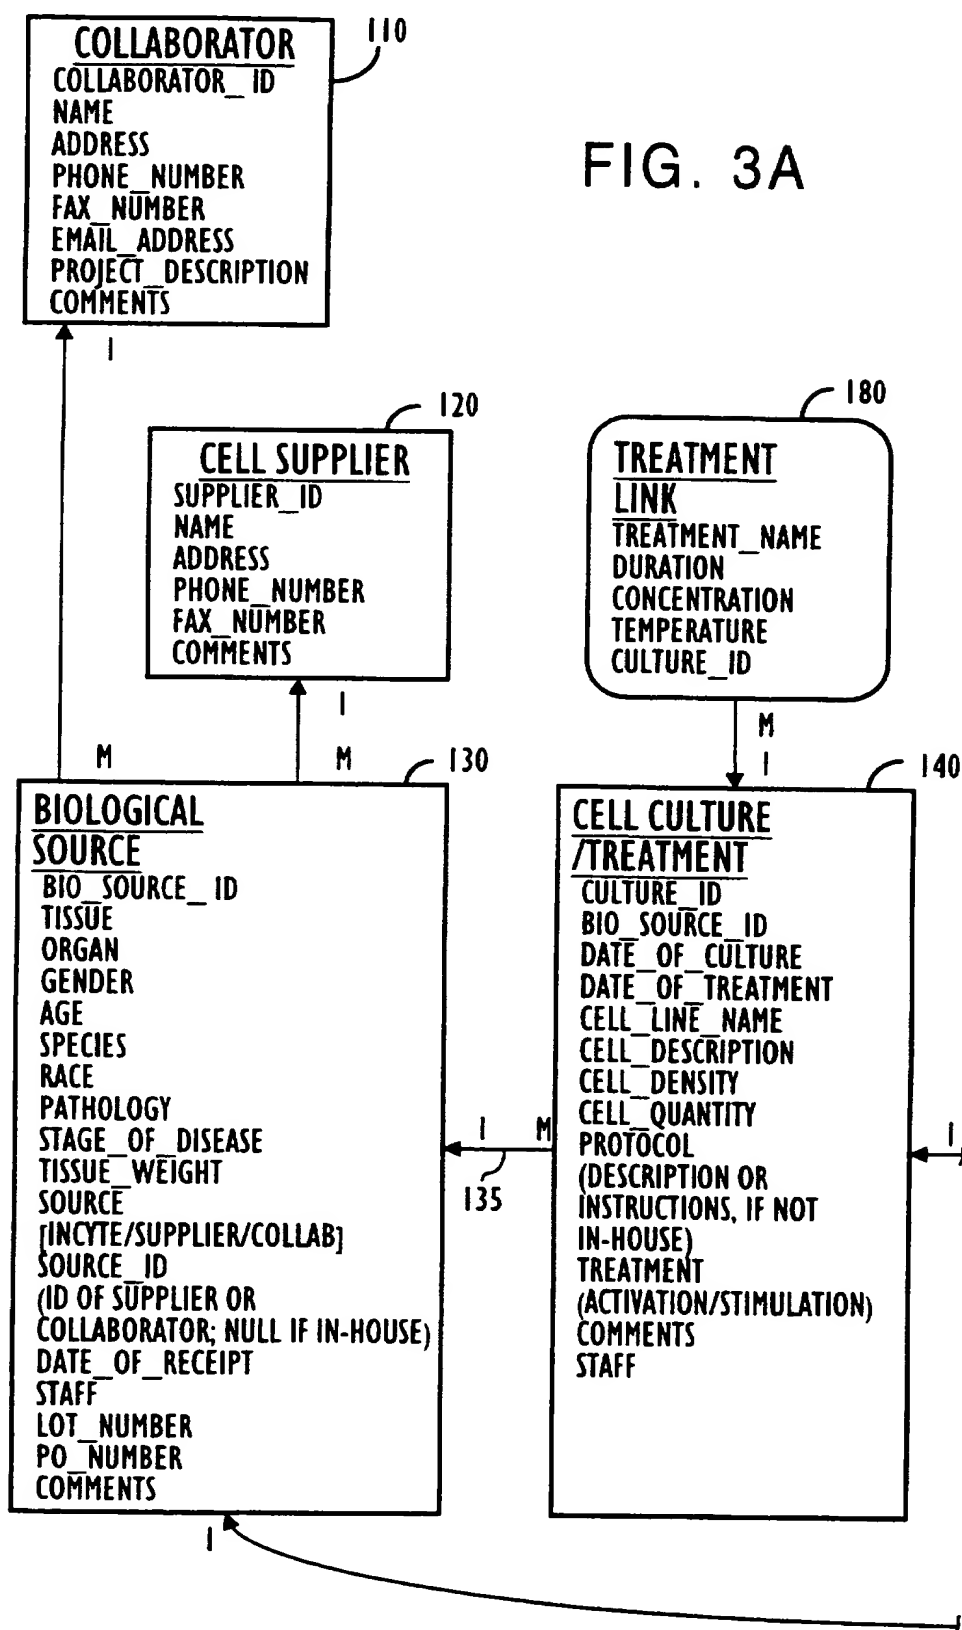 110
COLLABORATOR
COLLABORATOR_ID
NAME
ADDRESS
PHONE_NUMBER
FAX_NUMBER
EMAIL_ADDRESS
PROJECT_DESCRIPTION
COMMENTS
FIG. 3A
1
120
CELL SUPPLIER
SUPPLIER_ID
NAME
ADDRESS
PHONE_NUMBER
FAX_NUMBER
COMMENTS
1
180
TREATMENT
LINK
TREATMENT_NAME
DURATION
CONCENTRATION
TEMPERATURE
CULTURE_ID
M
1
M
M
130
BIOLOGICAL
SOURCE
BIO_SOURCE_ID
TISSUE
ORGAN
GENDER
AGE
SPECIES
RACE
PATHOLOGY
STAGE_OF_DISEASE
TISSUE_WEIGHT
SOURCE
[INCYTE/SUPPLIER/COLLAB]
SOURCE_ID
(ID OF SUPPLIER OR
COLLABORATOR; NULL IF IN-HOUSE)
DATE_OF_RECEIPT
STAFF
LOT_NUMBER
PO_NUMBER
COMMENTS
1
1
M
135
140
CELL CULTURE
/TREATMENT
CULTURE_ID
BIO_SOURCE_ID
DATE_OF_CULTURE
DATE_OF_TREATMENT
CELL_LINE_NAME
CELL_DESCRIPTION
CELL_DENSITY
CELL_QUANTITY
PROTOCOL
(DESCRIPTION OR
INSTRUCTIONS, IF NOT
IN-HOUSE)
TREATMENT
(ACTIVATION/STIMULATION)
COMMENTS
STAFF
1